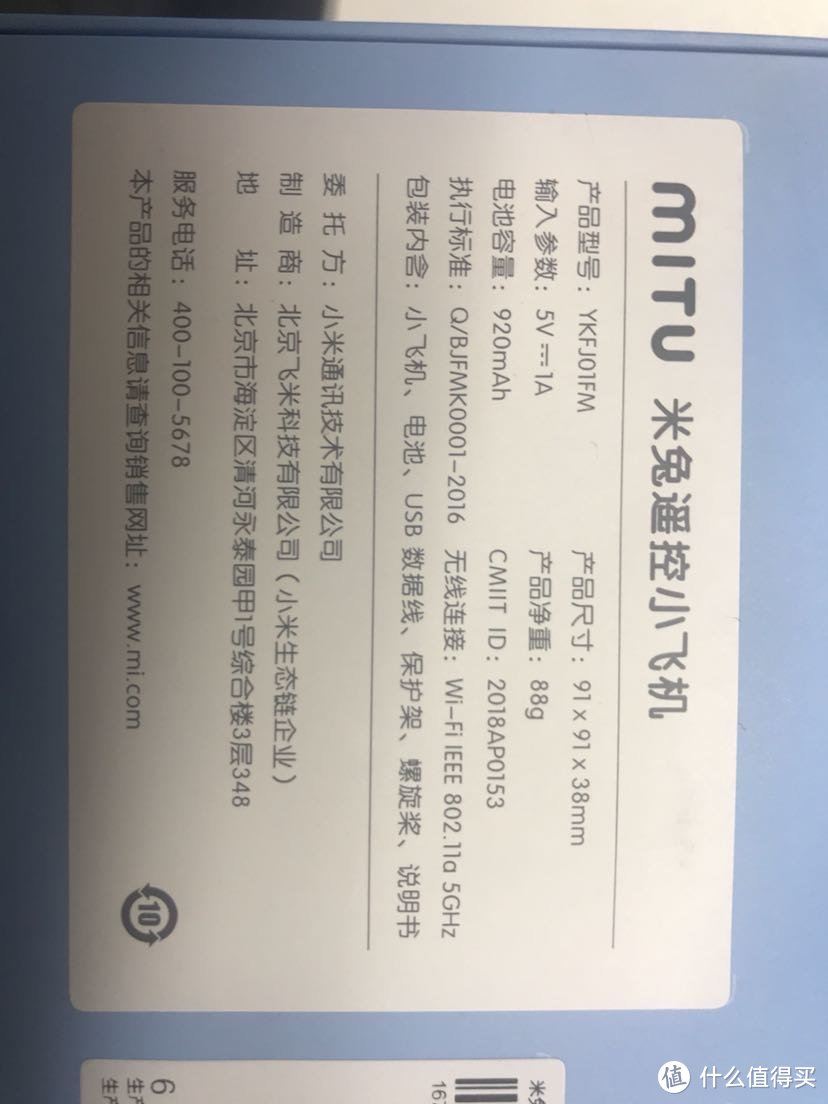 MITU 米兔遥控小飞机
产品型号：YKFJ01FM 产品尺寸：91 x 91 x 38mm
输入参数：5V⎓1A 产品净重：88g
电池容量：920mAh CMIIT ID：2018AP0153
执行标准：Q/BJFMK0001-2016 无线连接：Wi-Fi IEEE 802.11a 5GHz
包装内含：小飞机、电池、USB 数据线、保护架、螺旋桨、说明书
委托方：小米通讯技术有限公司
制造商：北京飞米科技有限公司（小米生态链企业）
地址：北京市海淀区清河永泰园甲1号综合楼3层348
服务电话：400-100-5678
本产品的相关信息请查询销售网址：www.mi.com
10
米兔
167
6
生产
生产
值 什么值得买